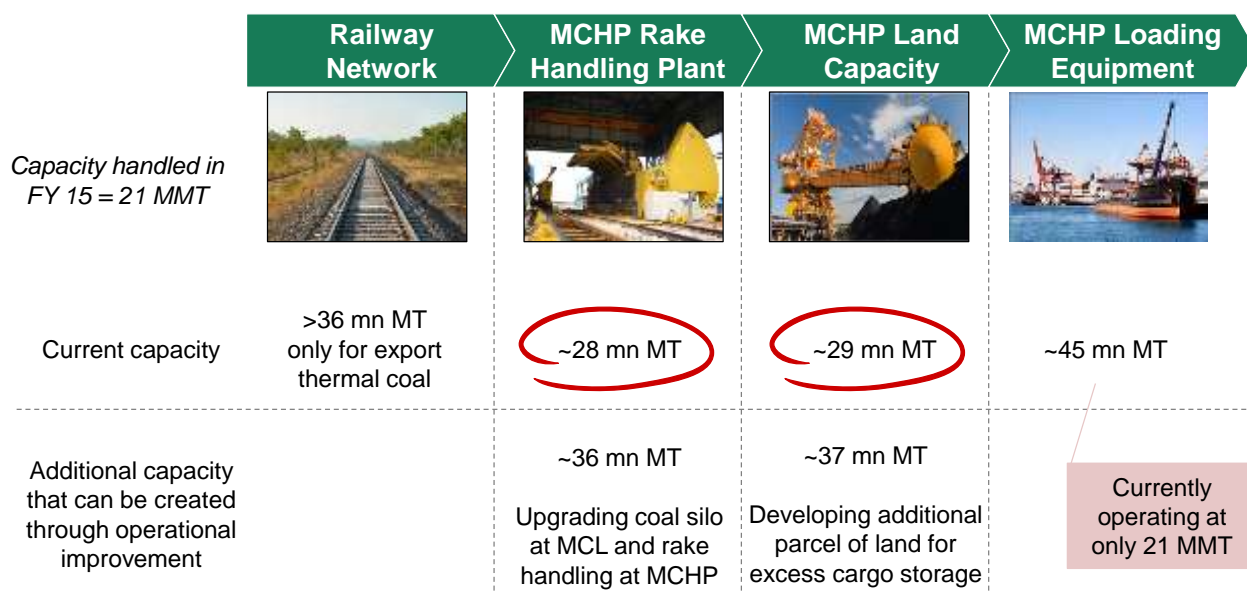 Railway
Network
MCHP Rake
Handling Plant
MCHP Land
Capacity
MCHP Loading
Equipment
Capacity handled in
FY 15 = 21 MMT
Current capacity
>36 mn MT
only for export
thermal coal
~28 mn MT
~29 mn MT
~45 mn MT
Additional capacity
that can be created
through operational
improvement
~36 mn MT
Upgrading coal silo
at MCL and rake
handling at MCHP
~37 mn MT
Developing additional
parcel of land for
excess cargo storage
Currently
operating at
only 21 MMT